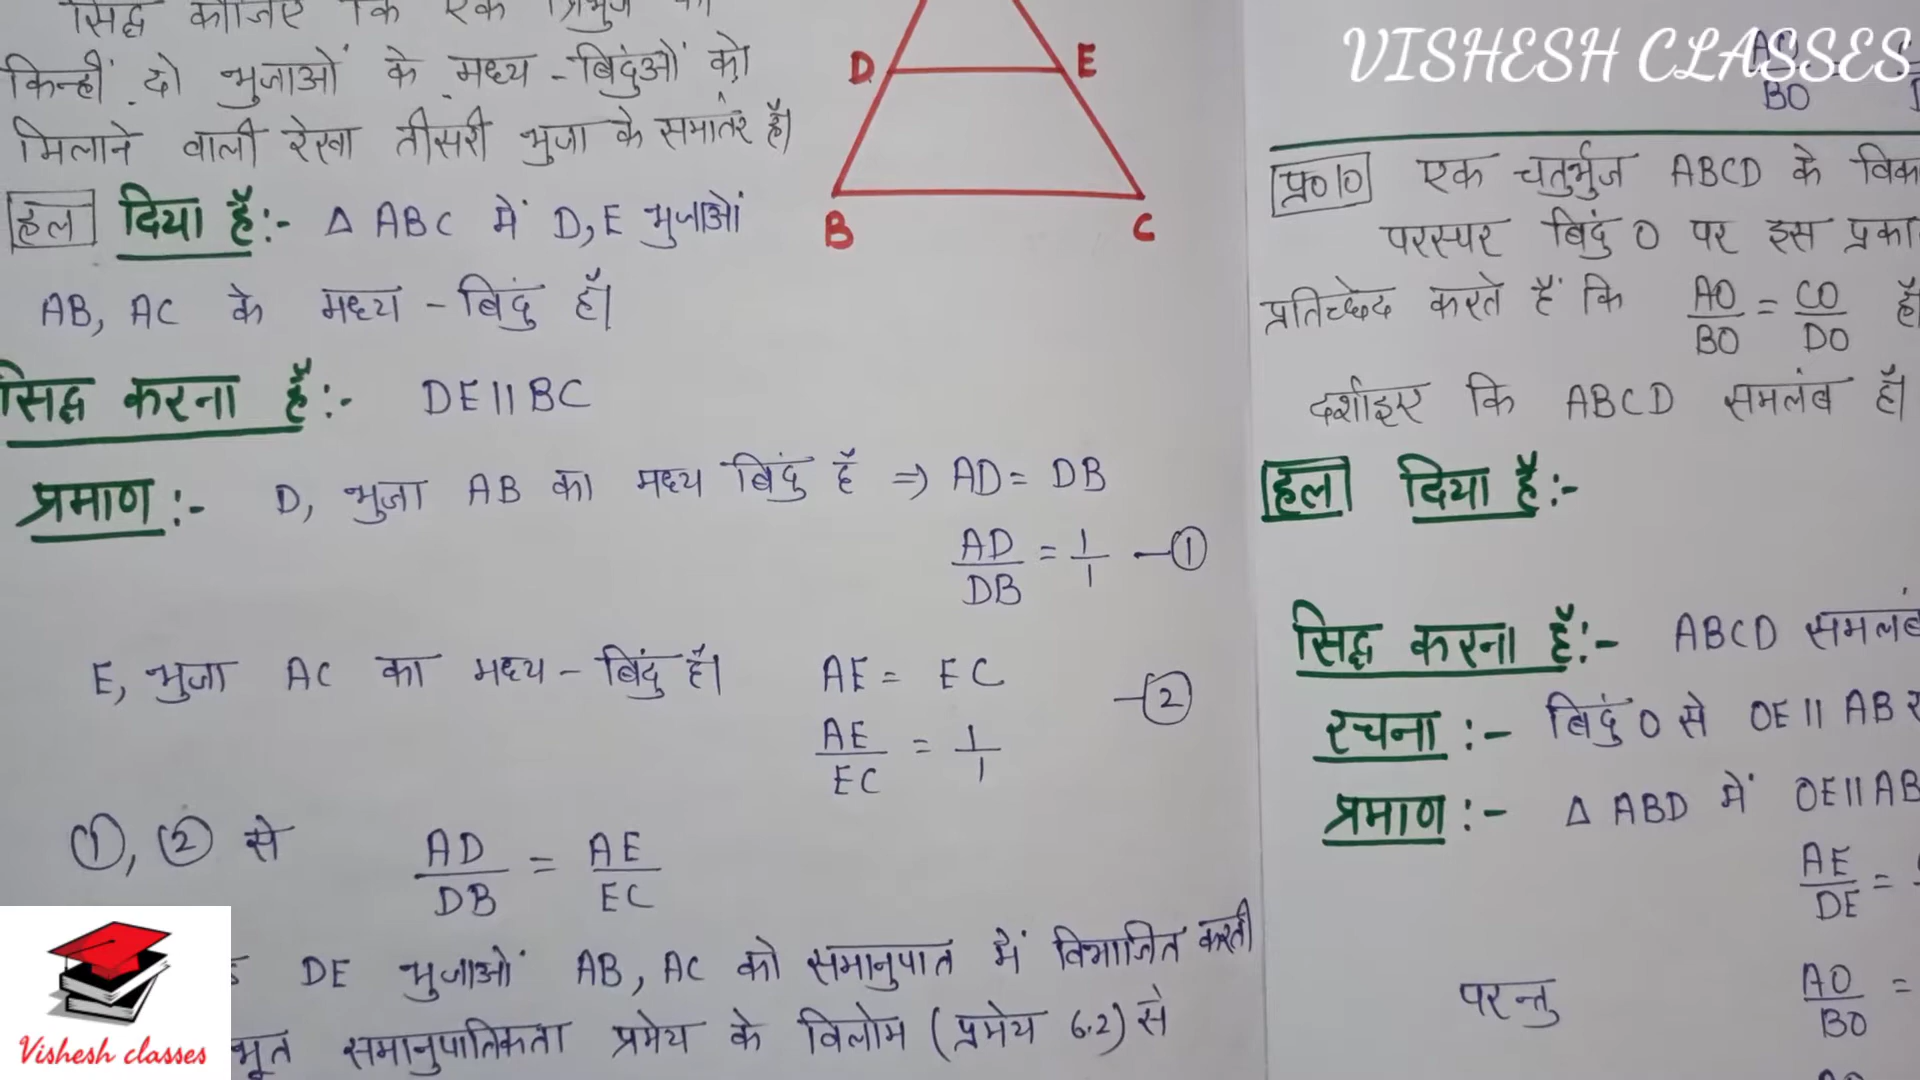 सिद्ध कीजिए कि एक त्रिभुज की
किन्हीं दो भुजाओं के मध्य-बिंदुओं को
मिलाने वाली रेखा तीसरी भुजा के समांतर है।
D E
B C
हल दिया है:- Δ ABC में D, E भुजाओं
AB, AC के मध्य-बिंदु हैं।
सिद्ध करना है:- DE||BC
प्रमाण:- D, भुजा AB का मध्य बिंदु है ⇒ AD = DB
AD/DB = 1/1 —①
E, भुजा AC का मध्य-बिंदु है। AE = EC
AE/EC = 1/1 —②
①, ② से AD/DB = AE/EC
DE भुजाओं AB, AC को समानुपात में विभाजित करती
भूत समानुपातिकता प्रमेय के विलोम (प्रमेय 6.2) से
VISHESH CLASSES
BO
प्र०10 एक चतुर्भुज ABCD के विक
परस्पर बिंदु O पर इस प्रका
प्रतिच्छेद करते हैं कि AO/BO = CO/DO है।
दर्शाइए कि ABCD समलंब है।
हल दिया है:-
सिद्ध करना है:- ABCD समलंब
रचना:- बिंदु O से OE || AB
प्रमाण:- Δ ABD में OE || AB
AE/DE =
परन्तु AO/BO =
Vishesh classes